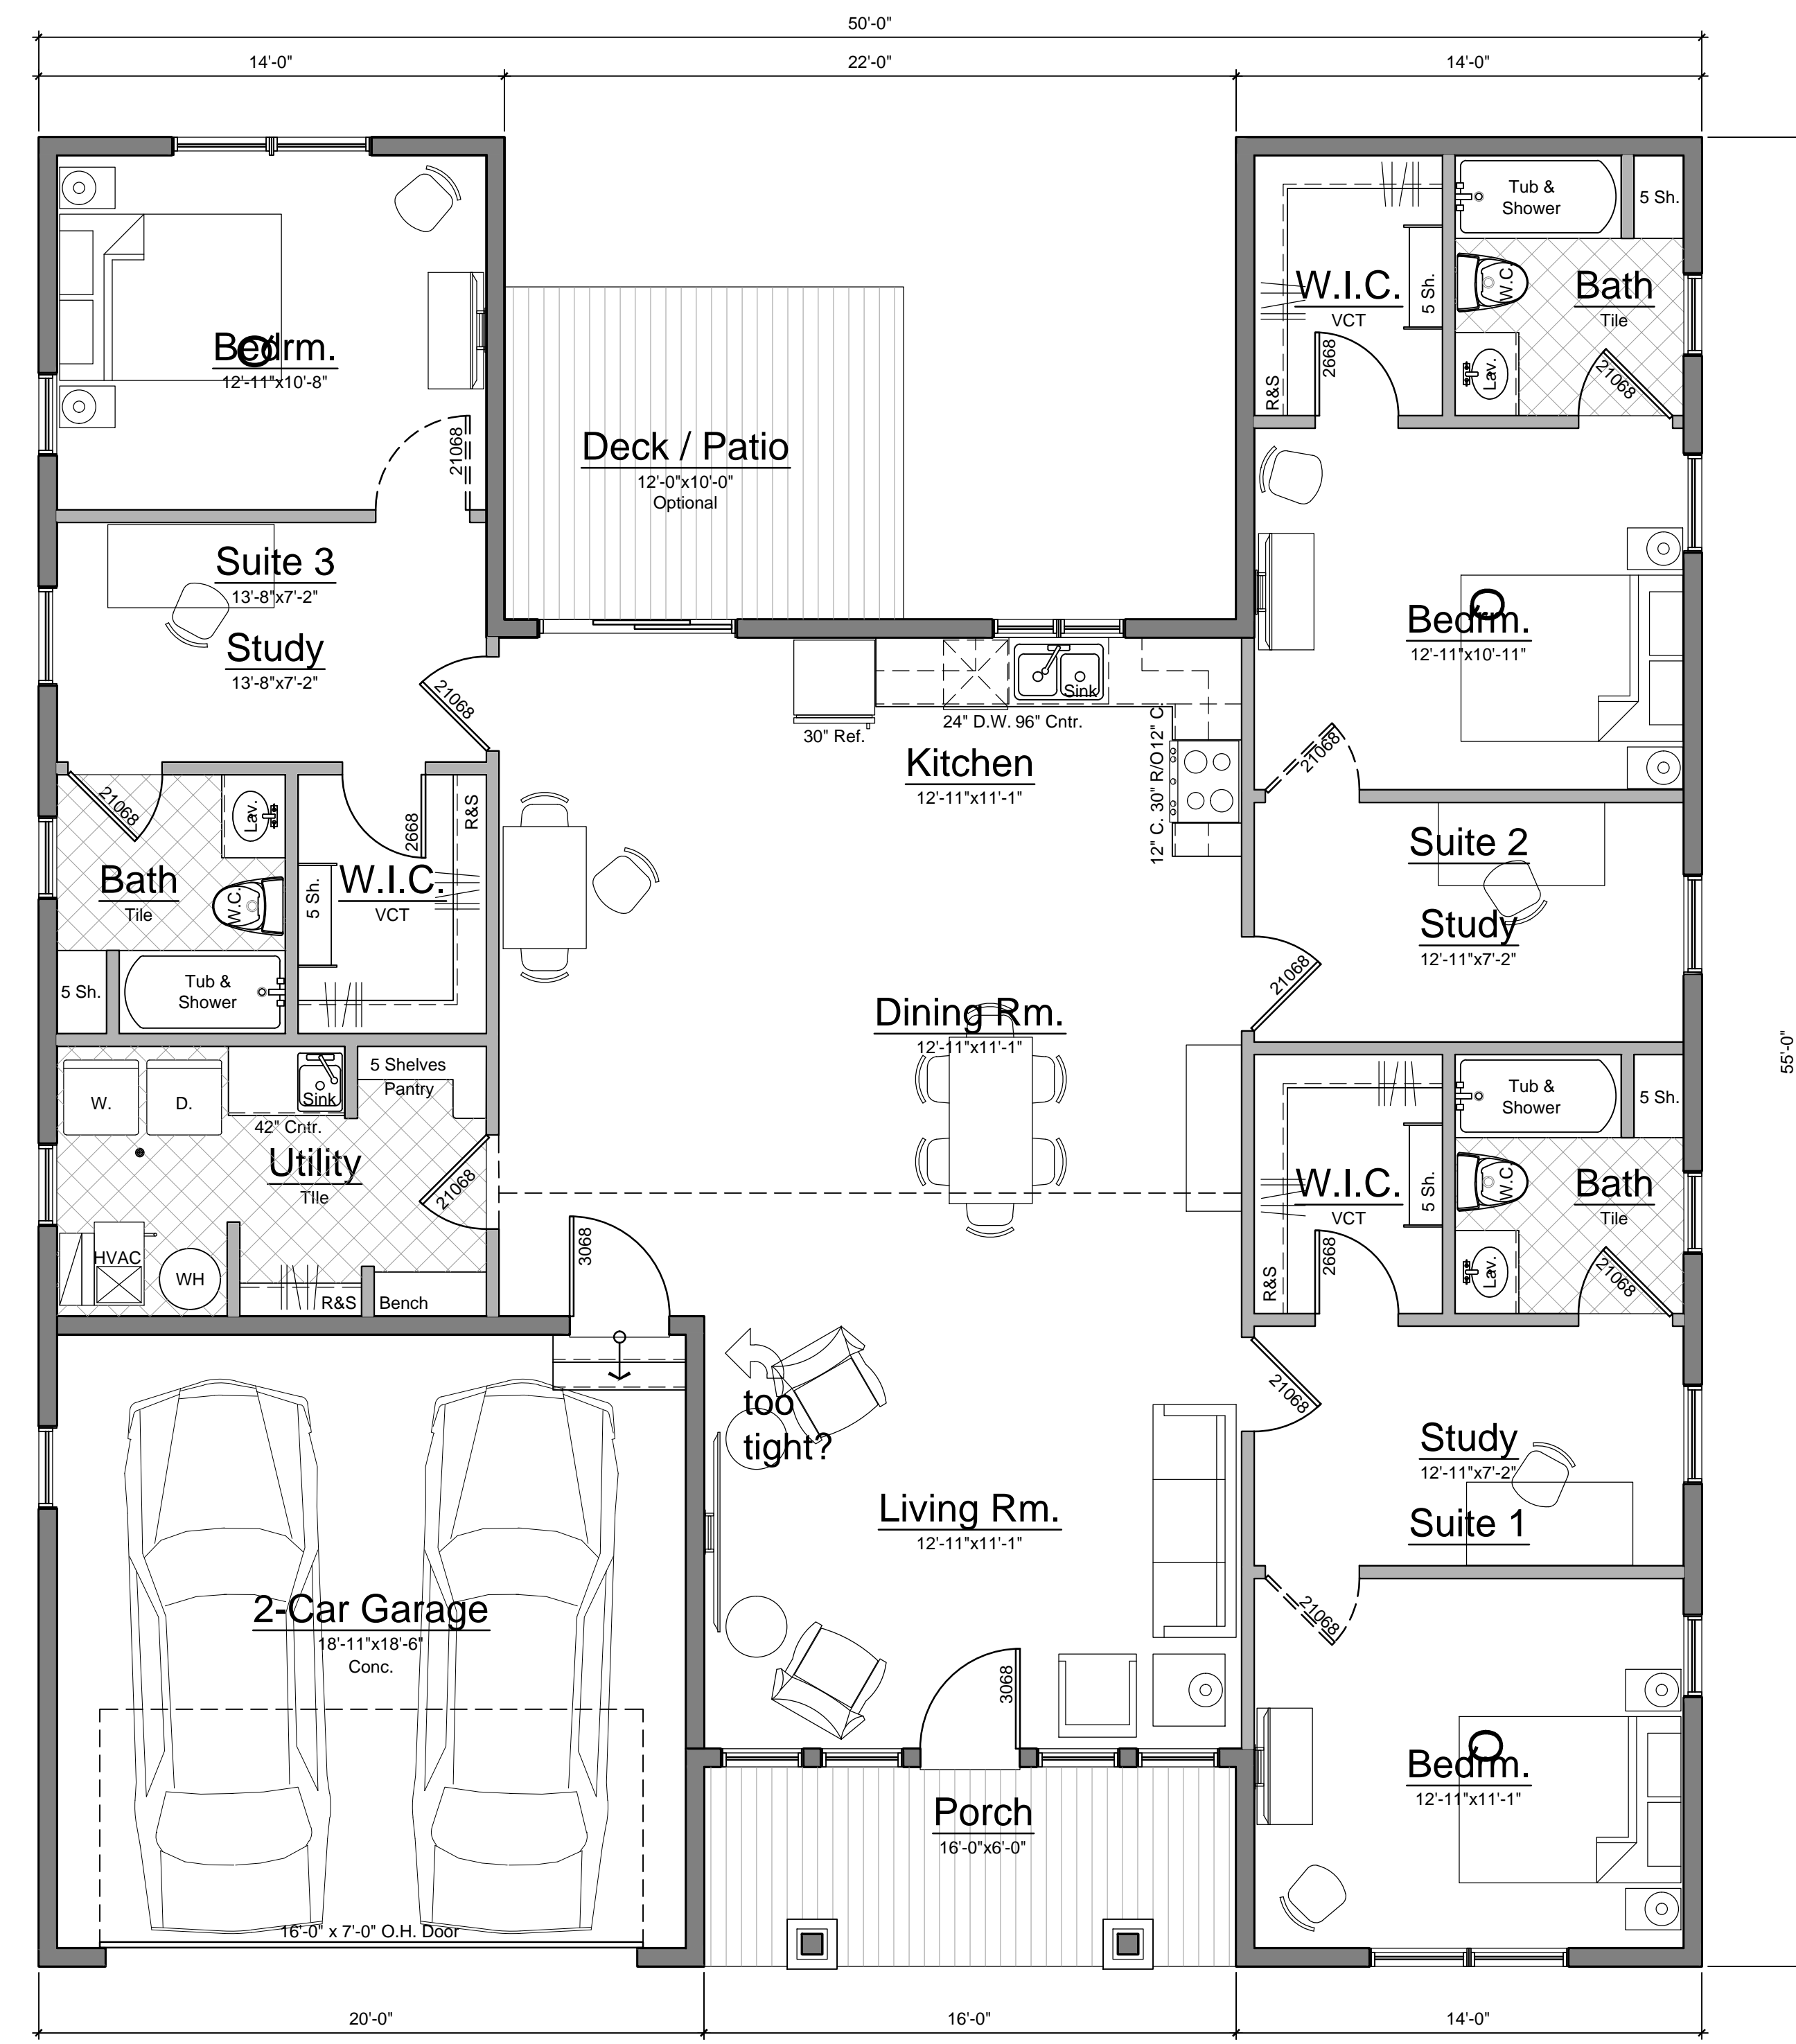 50'-0"
14'-0"
22'-0"
14'-0"
Bedrm.
12'-11"x10'-8"
21068
Deck / Patio
12'-0"x10'-0"
Optional
R&S
W.I.C.
VCT
5 Sh.
2668
Tub &
Shower
5 Sh.
W.C.
Bath
Tile
Lav.
21068
Suite 3
13'-8"x7'-2"
Study
13'-8"x7'-2"
21068
30" Ref.
24" D.W. 96" Cntr.
Sink
Kitchen
12'-11"x11'-1"
12" C. 30" R/O12" C.
Bedrm.
12'-11"x10'-11"
21068
21068
Lav.
Bath
Tile
W.C.
5 Sh.
Tub &
Shower
2668
R&S
5 Sh.
W.I.C.
VCT
Suite 2
Study
12'-11"x7'-2"
21068
Dining Rm.
12'-11"x11'-1"
W.
D.
Sink
42" Cntr.
5 Shelves
Pantry
Utility
TIle
21068
HVAC
WH
R&S
Bench
3068
R&S
W.I.C.
VCT
5 Sh.
2668
Tub &
Shower
5 Sh.
W.C.
Bath
Tile
Lav.
21068
55'-0"
too
tight?
21068
Study
12'-11"x7'-2"
Suite 1
Living Rm.
12'-11"x11'-1"
21068
2-Car Garage
18'-11"x18'-6"
Conc.
3068
Bedrm.
12'-11"x11'-1"
Porch
16'-0"x6'-0"
16'-0" x 7'-0" O.H. Door
20'-0"
16'-0"
14'-0"